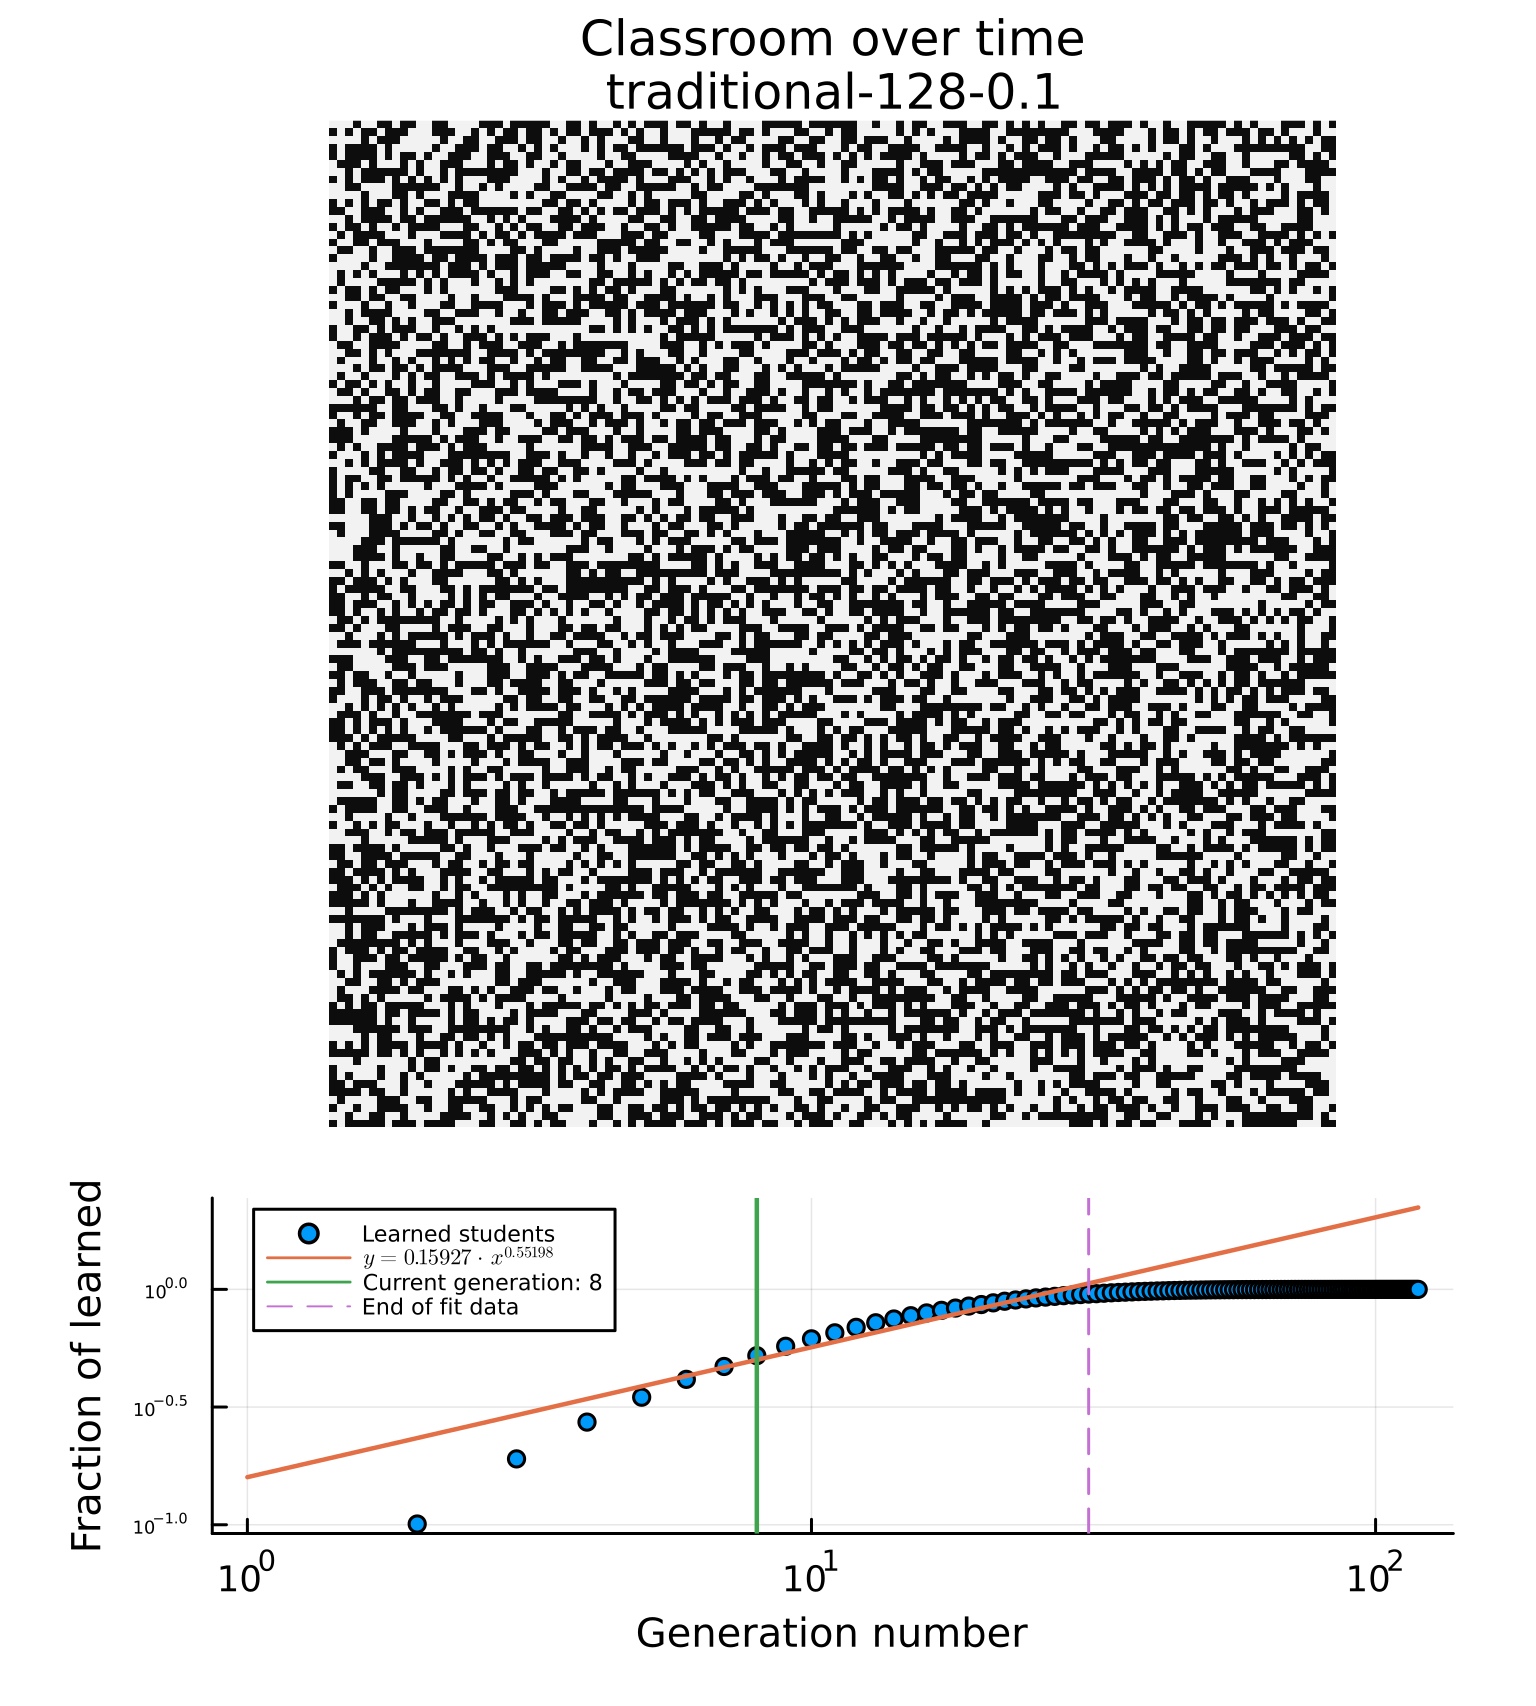 Classroom over time
traditional-128-0.1
Fraction of learned
Learned students
y = 0.15927 · x^0.55198
Current generation: 8
End of fit data
10^0.0
10^−0.5
10^−1.0
10^0 10^1 10^2
Generation number